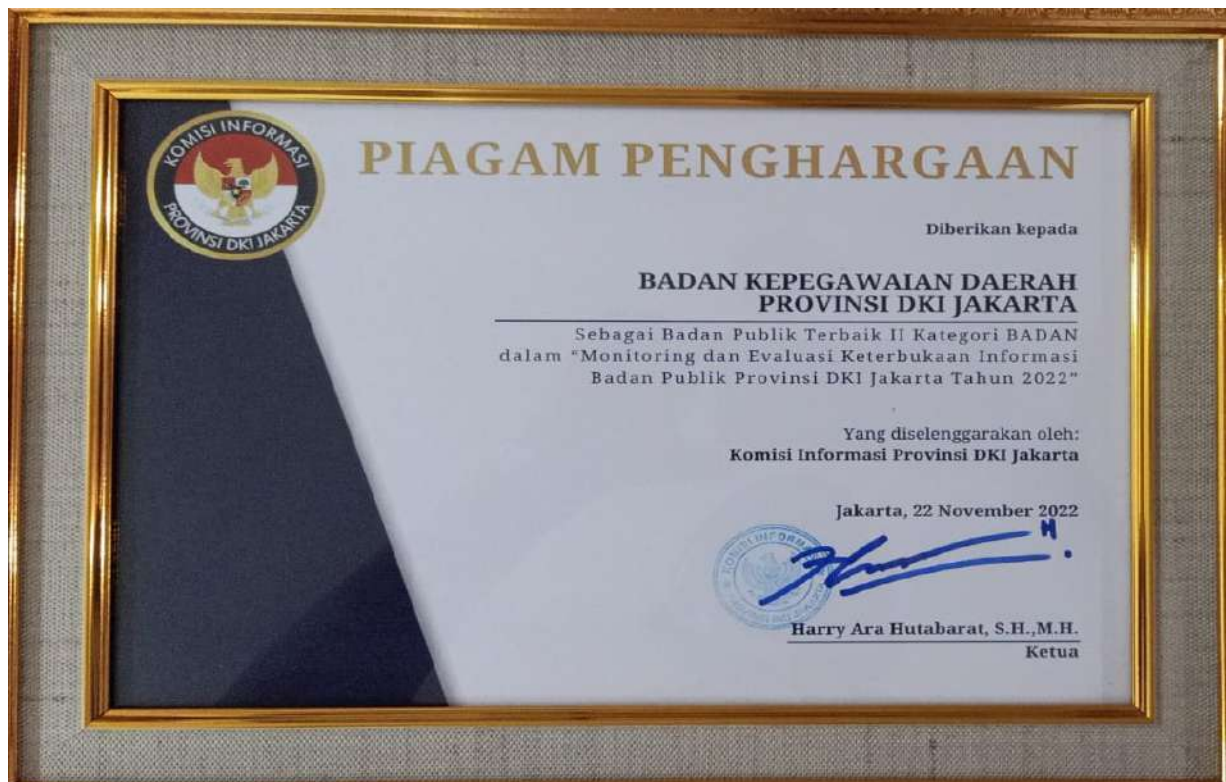 KOMISI INFORMASI
PROVINSI DKI JAKARTA
PIAGAM PENGHARGAAN
Diberikan kepada
BADAN KEPEGAWAIAN DAERAH
PROVINSI DKI JAKARTA
Sebagai Badan Publik Terbaik II Kategori BADAN
dalam "Monitoring dan Evaluasi Keterbukaan Informasi
Badan Publik Provinsi DKI Jakarta Tahun 2022"
Yang diselenggarakan oleh:
Komisi Informasi Provinsi DKI Jakarta
Jakarta, 22 November 2022
Harry Ara Hutabarat, S.H.,M.H.
Ketua